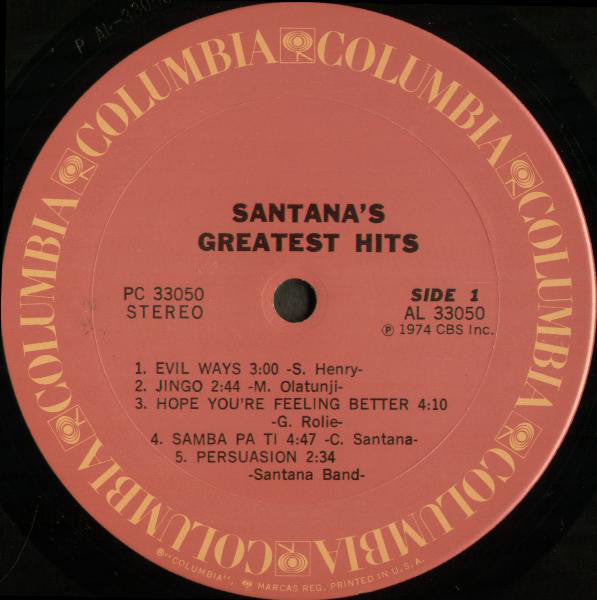 COLUMBIA COLUMBIA COLUMBIA COLUMBIA COLUMBIA COLUMBIA COLUMBIA
SANTANA'S
GREATEST HITS
PC 33050
STEREO
SIDE 1
AL 33050
Ⓟ 1974 CBS Inc.
1. EVIL WAYS 3:00 -S. Henry-
2. JINGO 2:44 -M. Olatunji-
3. HOPE YOU'RE FEELING BETTER 4:10
-G. Rolie-
4. SAMBA PA TI 4:47 -C. Santana-
5. PERSUASION 2:34
-Santana Band-
®"COLUMBIA", MARCAS REG. PRINTED IN U.S.A.